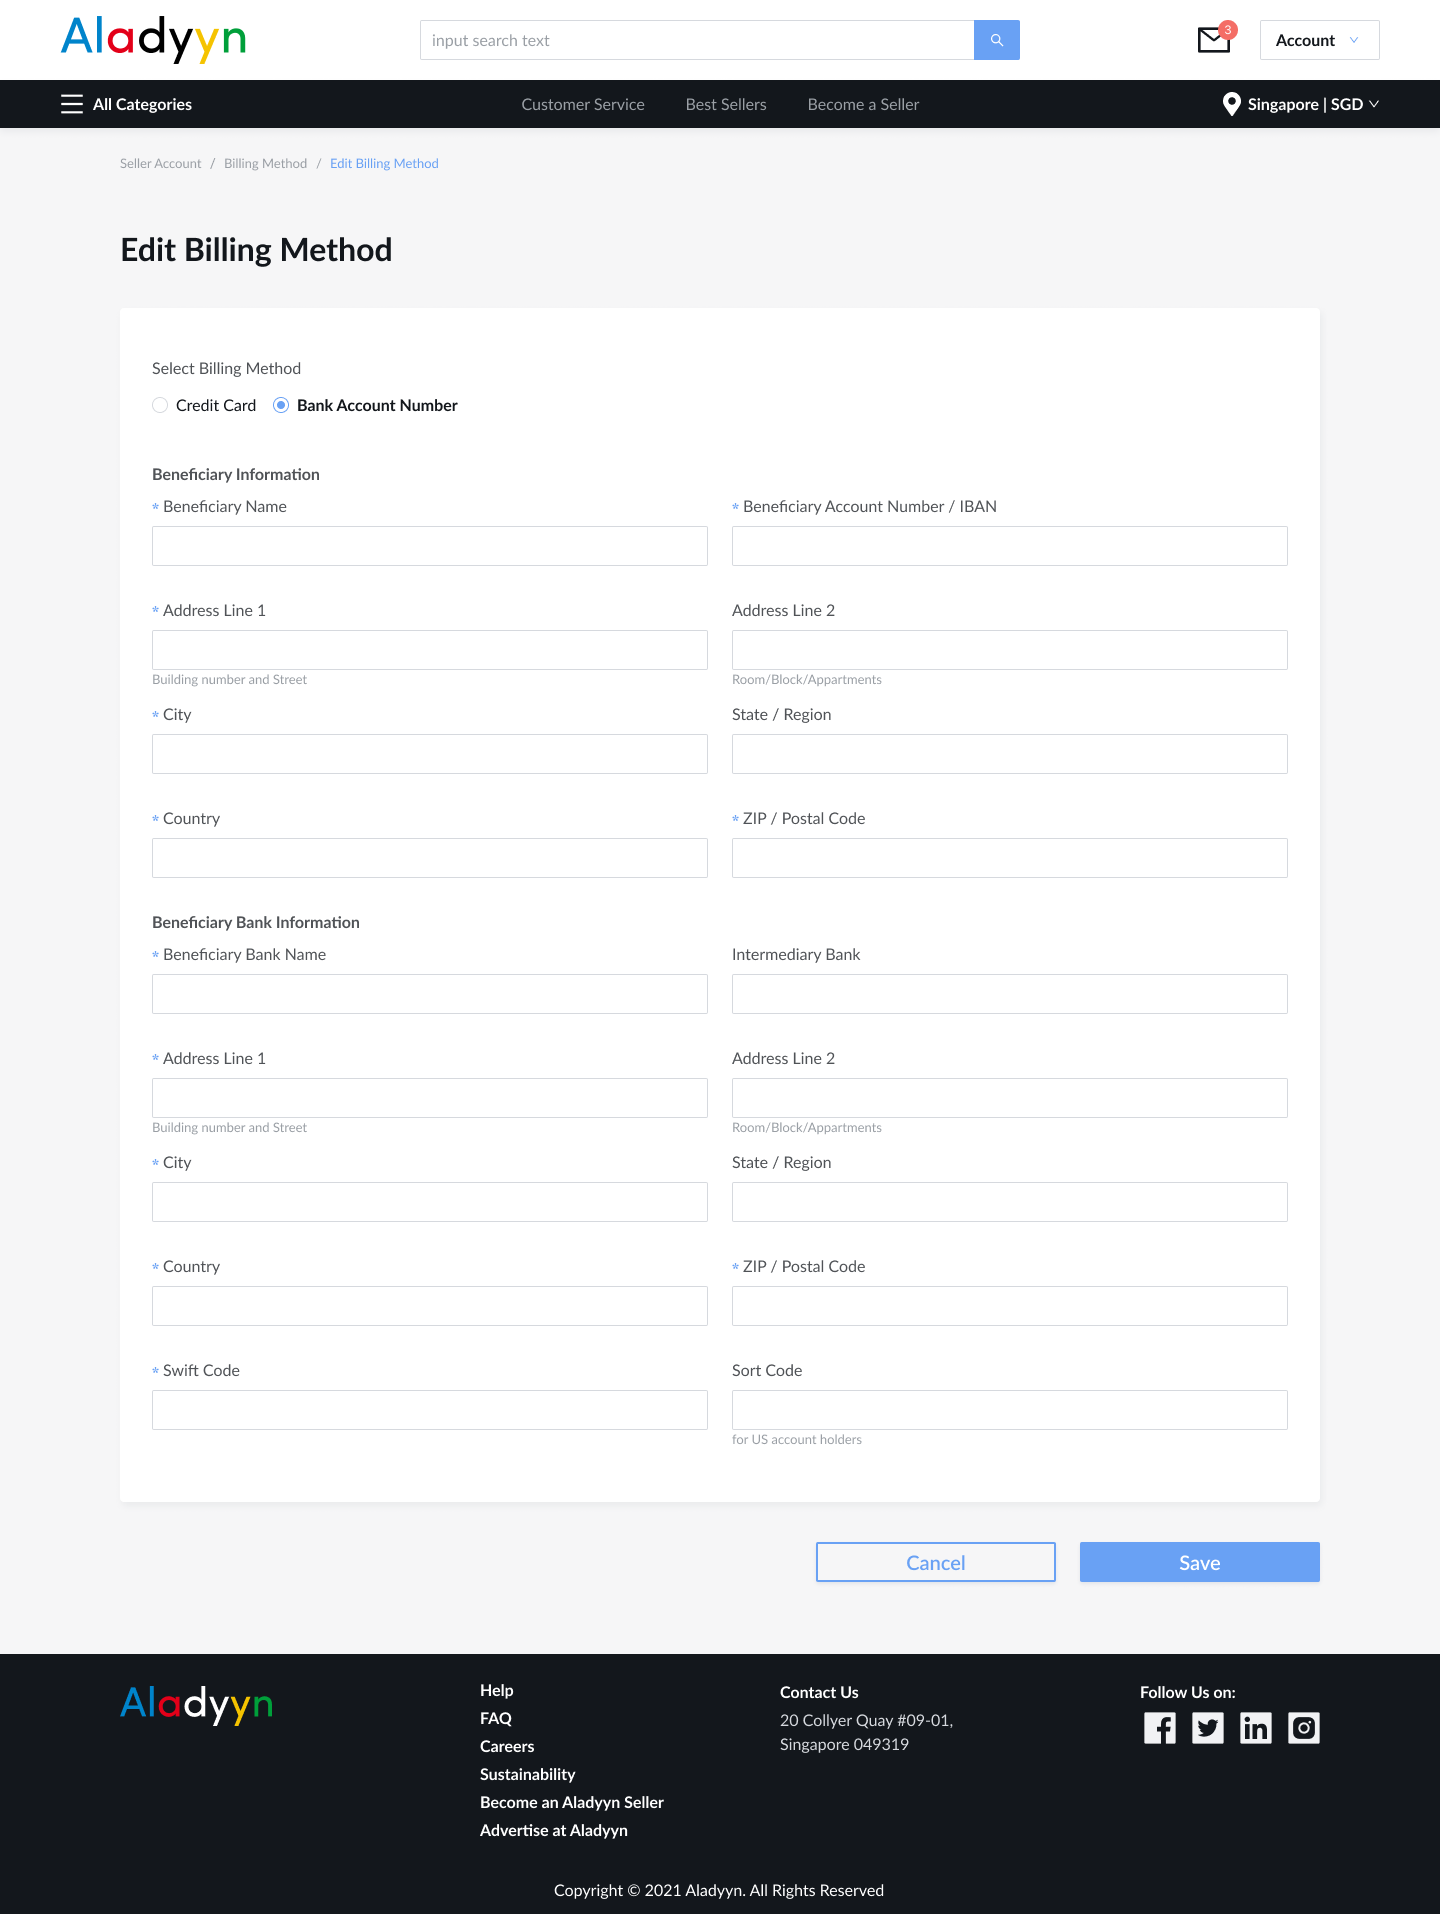 Aladyyn
input search text
3
Account
All Categories
Customer Service
Best Sellers
Become a Seller
Singapore | SGD
Seller Account / Billing Method / Edit Billing Method
Edit Billing Method
Select Billing Method
Credit Card
Bank Account Number
Beneficiary Information
* Beneficiary Name
* Beneficiary Account Number / IBAN
* Address Line 1
Address Line 2
Building number and Street
Room/Block/Appartments
* City
State / Region
* Country
* ZIP / Postal Code
Beneficiary Bank Information
* Beneficiary Bank Name
Intermediary Bank
* Address Line 1
Address Line 2
Building number and Street
Room/Block/Appartments
* City
State / Region
* Country
* ZIP / Postal Code
* Swift Code
Sort Code
for US account holders
Cancel
Save
Aladyyn
Help
FAQ
Careers
Sustainability
Become an Aladyyn Seller
Advertise at Aladyyn
Contact Us
20 Collyer Quay #09-01,
Singapore 049319
Follow Us on:
Copyright © 2021 Aladyyn. All Rights Reserved